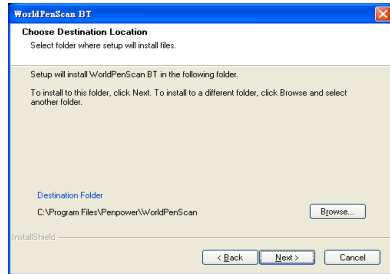 WorldPenScan BT
Choose Destination Location
Select folder where setup will install files.
Setup will install WorldPenScan BT in the following folder.
To install to this folder, click Next. To install to a different folder, click Browse and select
another folder.
Destination Folder
C:\Program Files\Penpower\WorldPenScan
Browse...
InstallShield
< Back
Next >
Cancel